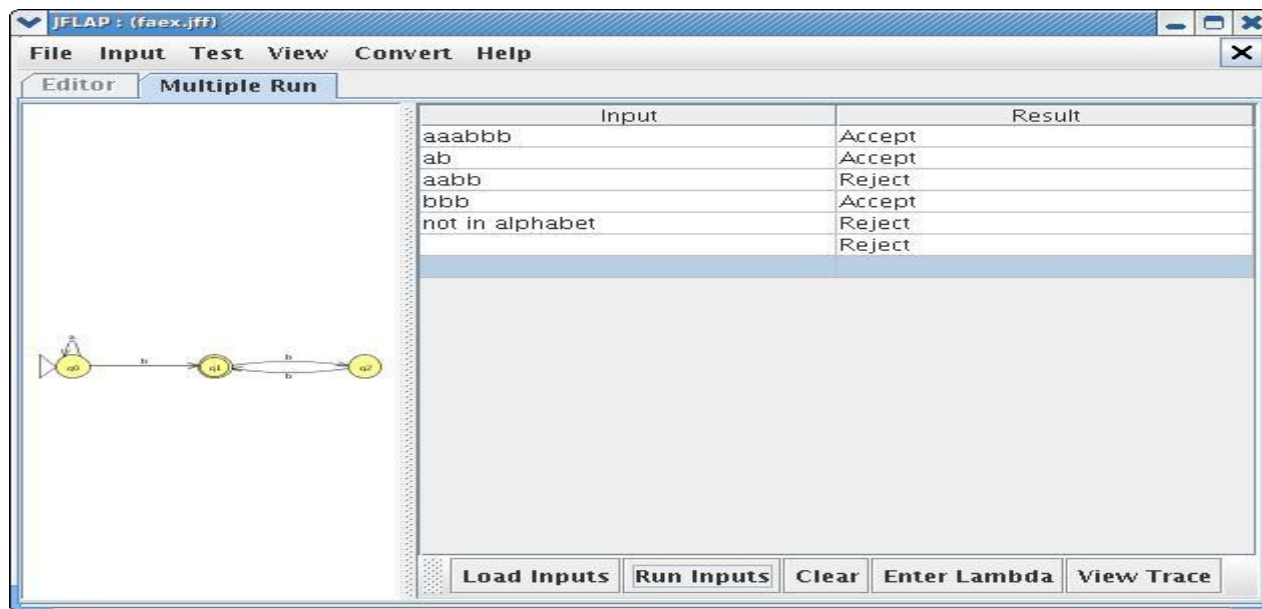 JFLAP : (faex.jff)
File Input Test View Convert Help
Editor Multiple Run
Input Result
aaabbb Accept
ab Accept
aabb Reject
bbb Accept
not in alphabet Reject
Reject
a
b b
q0 q1 q2
b
Load Inputs Run Inputs Clear Enter Lambda View Trace